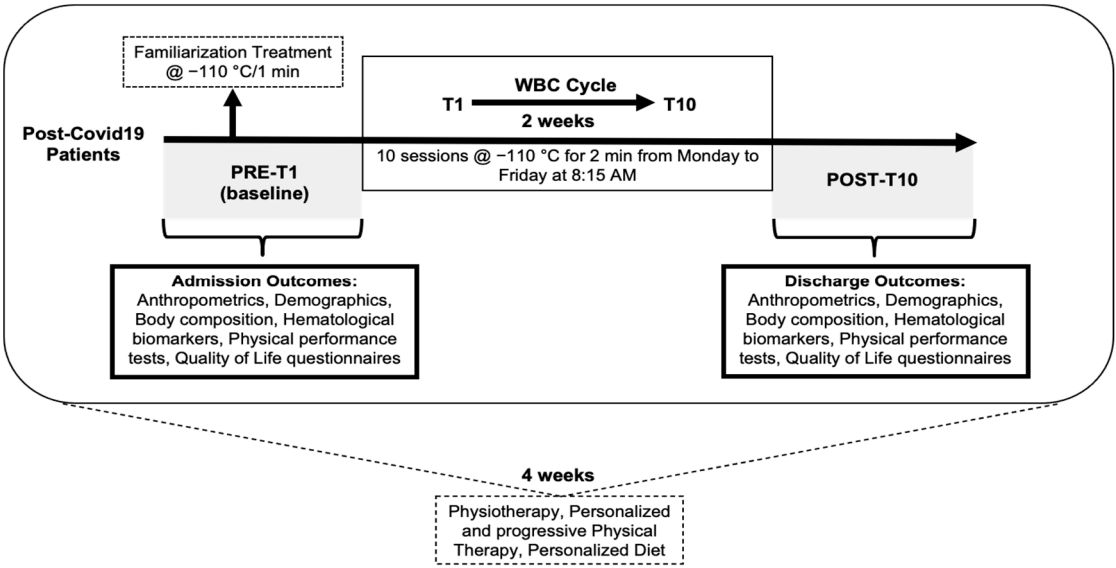 Familiarization Treatment
@ −110 °C/1 min
WBC Cycle
T1
T10
2 weeks
Post-Covid19
Patients
10 sessions @ −110 °C for 2 min from Monday to
Friday at 8:15 AM
PRE-T1
(baseline)
POST-T10
Admission Outcomes:
Anthropometrics, Demographics,
Body composition, Hematological
biomarkers, Physical performance
tests, Quality of Life questionnaires
Discharge Outcomes:
Anthropometrics, Demographics,
Body composition, Hematological
biomarkers, Physical performance
tests, Quality of Life questionnaires
4 weeks
Physiotherapy, Personalized
and progressive Physical
Therapy, Personalized Diet